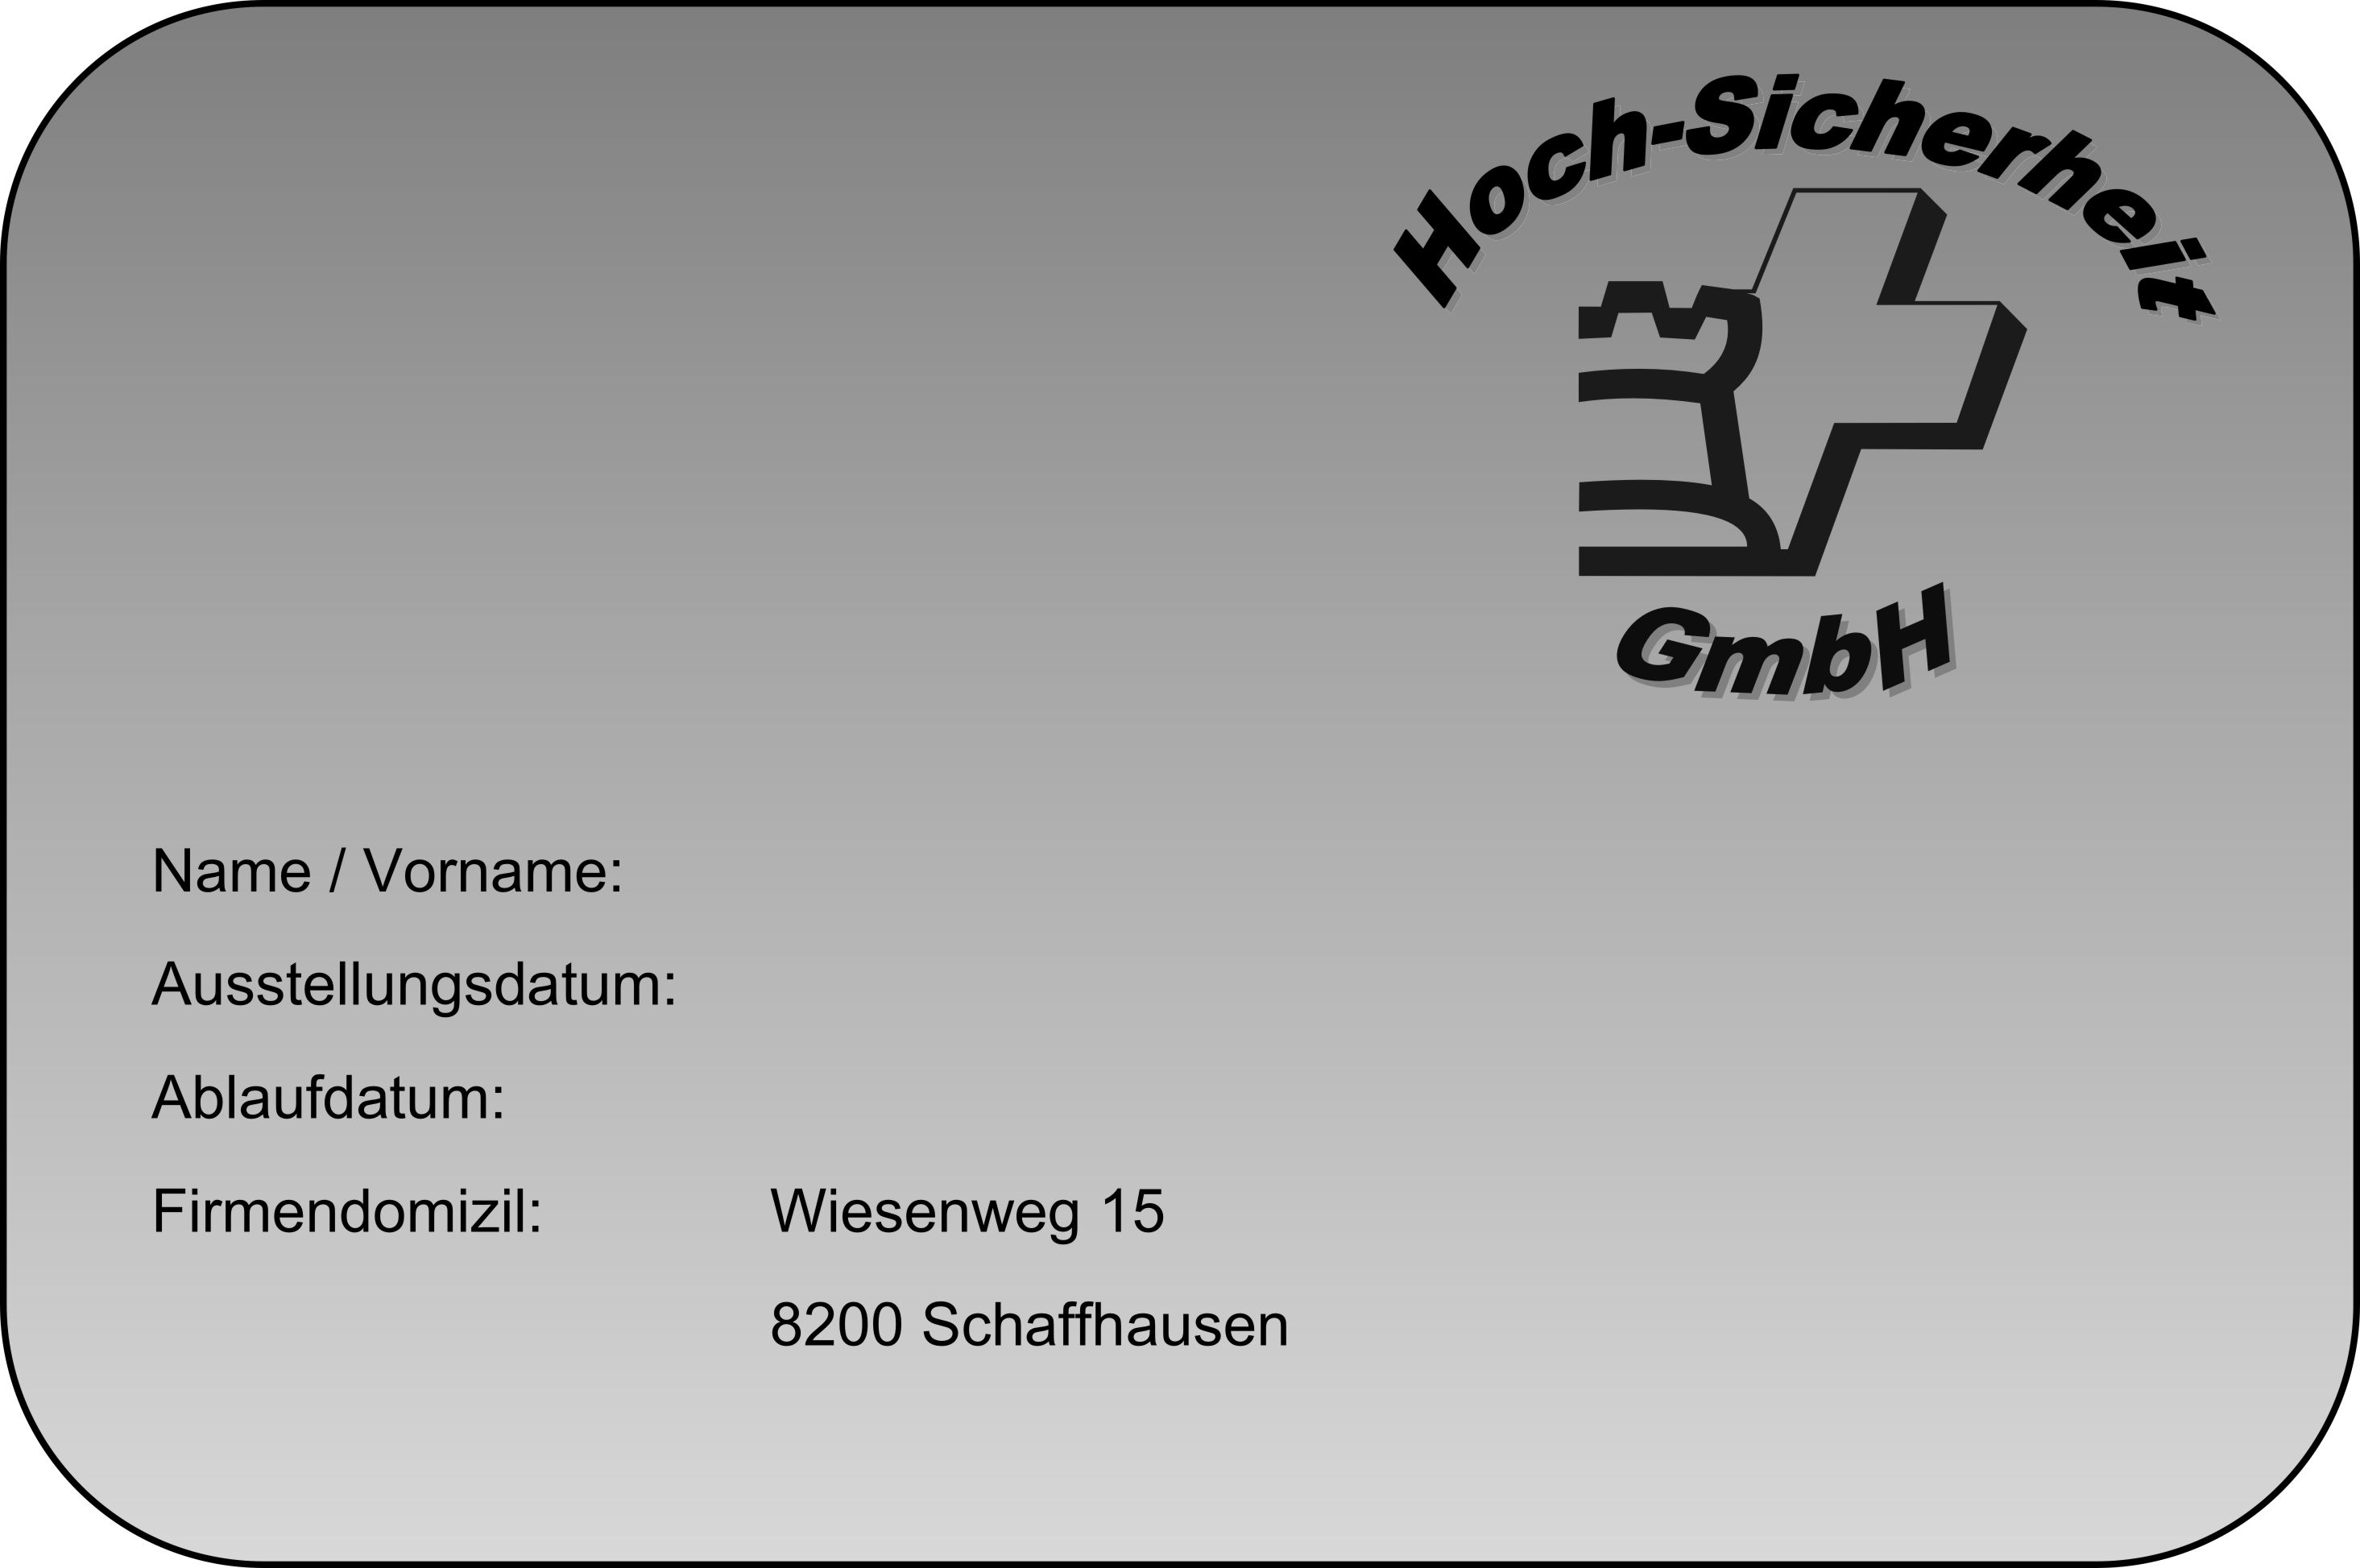 Hoch-Sicherheit
GmbH
Name / Vorname:
Ausstellungsdatum:
Ablaufdatum:
Firmendomizil: Wiesenweg 15
8200 Schaffhausen